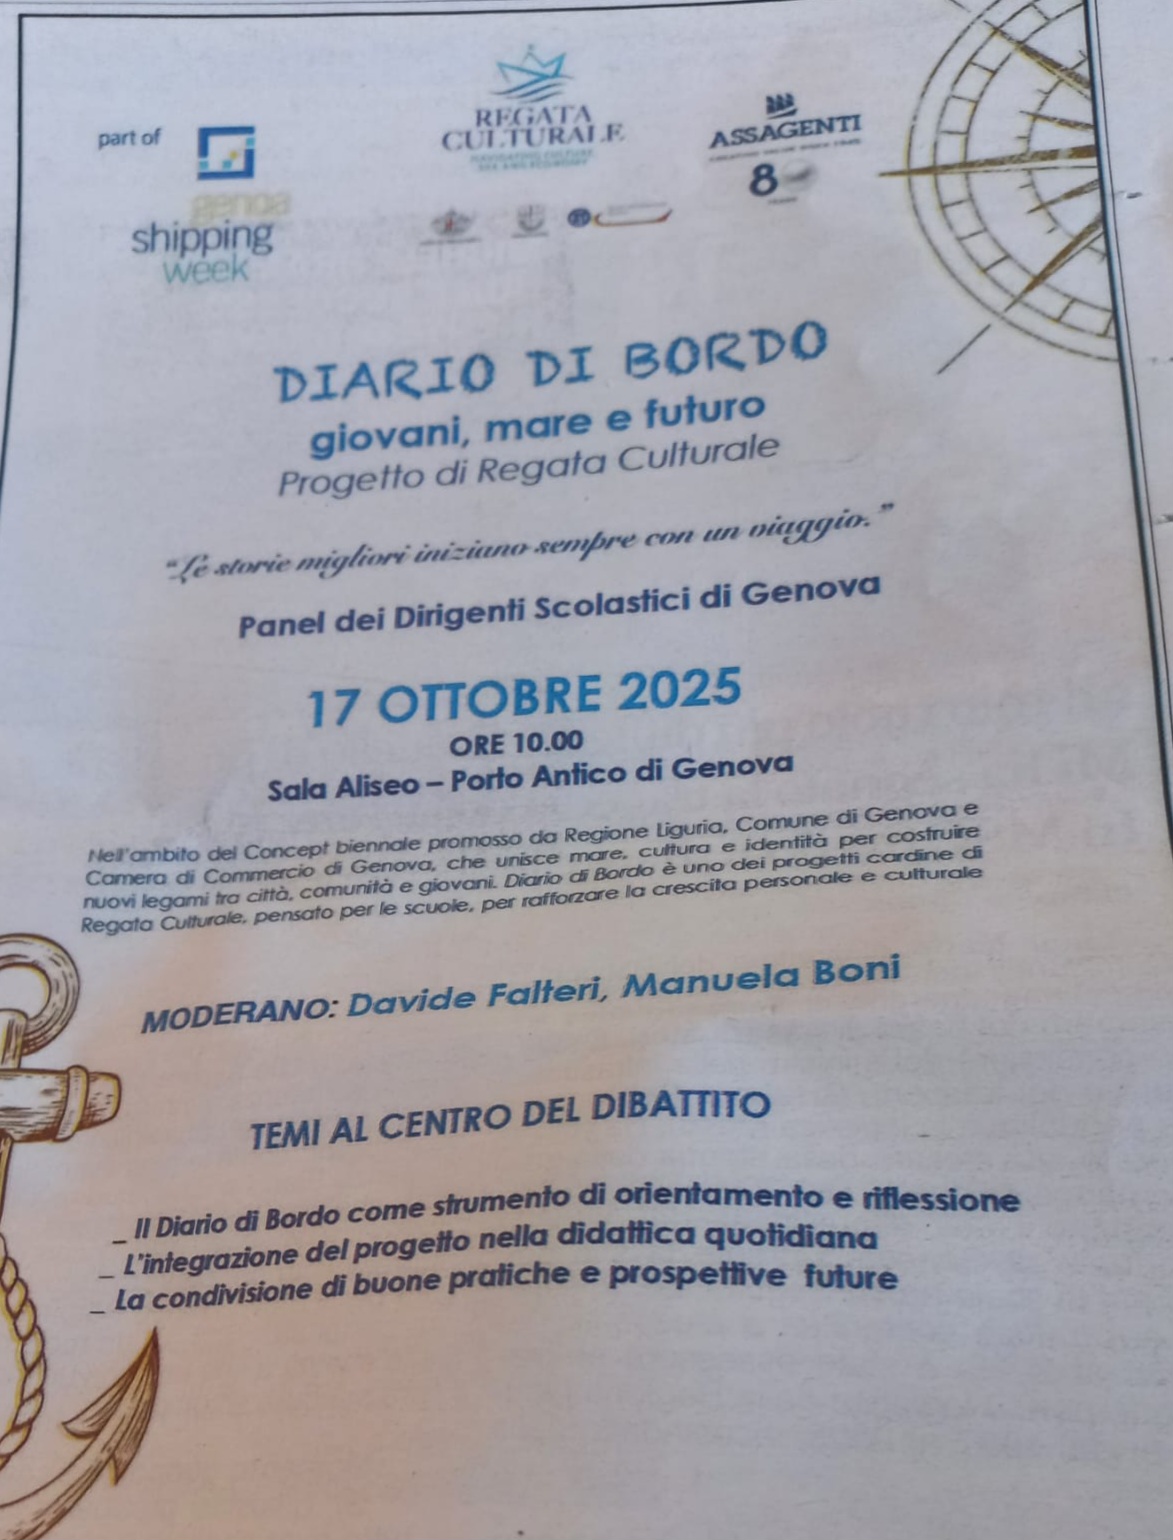 part of
genoa
shipping
week
REGATA
CULTURALE
NAVIGATING CULTURE,
SEA AND ECONOMY
ASSAGENTI
8
DIARIO DI BORDO
giovani, mare e futuro
Progetto di Regata Culturale
“Le storie migliori iniziano sempre con un viaggio.”
Panel dei Dirigenti Scolastici di Genova
17 OTTOBRE 2025
ORE 10.00
Sala Aliseo – Porto Antico di Genova
Nell'ambito del Concept biennale promosso da Regione Liguria, Comune di Genova e
Camera di Commercio di Genova, che unisce mare, cultura e identità per costruire
nuovi legami tra città, comunità e giovani. Diario di Bordo è uno dei progetti cardine di
Regata Culturale, pensato per le scuole, per rafforzare la crescita personale e culturale
MODERANO: Davide Falteri, Manuela Boni
TEMI AL CENTRO DEL DIBATTITO
_ Il Diario di Bordo come strumento di orientamento e riflessione
_ L'integrazione del progetto nella didattica quotidiana
_ La condivisione di buone pratiche e prospettive future